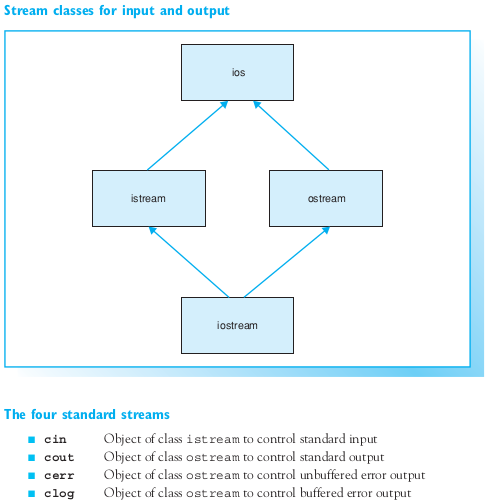 Stream classes for input and output
ios
istream
ostream
iostream
The four standard streams
■ cin Object of class istream to control standard input
■ cout Object of class ostream to control standard output
■ cerr Object of class ostream to control unbuffered error output
■ clog Object of class ostream to control buffered error output